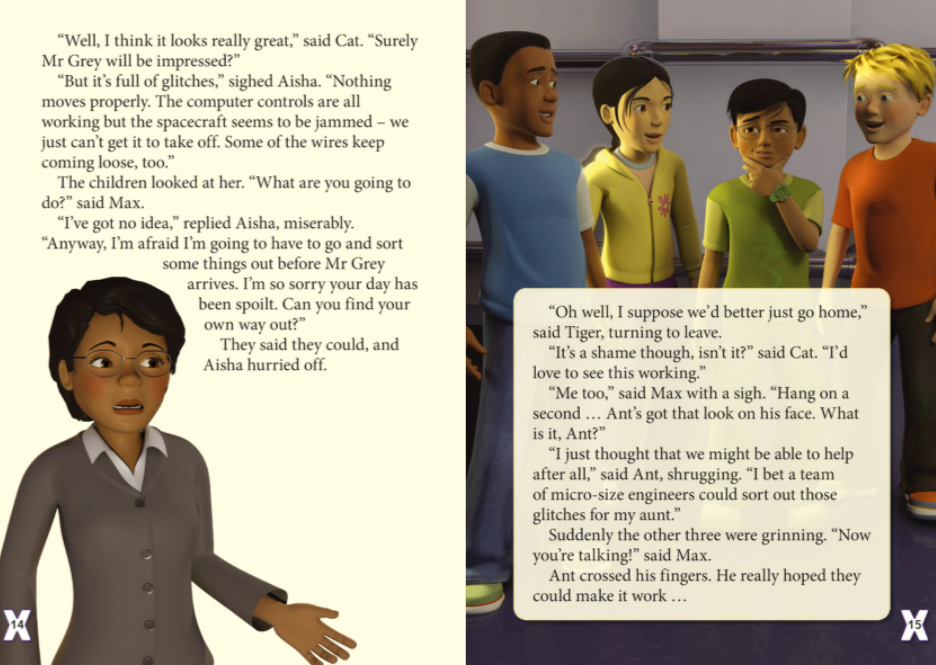 “Well, I think it looks really great,” said Cat. “Surely
Mr Grey will be impressed?”
“But it’s full of glitches,” sighed Aisha. “Nothing
moves properly. The computer controls are all
working but the spacecraft seems to be jammed – we
just can’t get it to take off. Some of the wires keep
coming loose, too.”
The children looked at her. “What are you going to
do?” said Max.
“I’ve got no idea,” replied Aisha, miserably.
“Anyway, I’m afraid I’m going to have to go and sort
some things out before Mr Grey
arrives. I’m so sorry your day has
been spoilt. Can you find your
own way out?”
They said they could, and
Aisha hurried off.
14
“Oh well, I suppose we’d better just go home,”
said Tiger, turning to leave.
“It’s a shame though, isn’t it?” said Cat. “I’d
love to see this working.”
“Me too,” said Max with a sigh. “Hang on a
second … Ant’s got that look on his face. What
is it, Ant?”
“I just thought that we might be able to help
after all,” said Ant, shrugging. “I bet a team
of micro-size engineers could sort out those
glitches for my aunt.”
Suddenly the other three were grinning. “Now
you’re talking!” said Max.
Ant crossed his fingers. He really hoped they
could make it work …
15